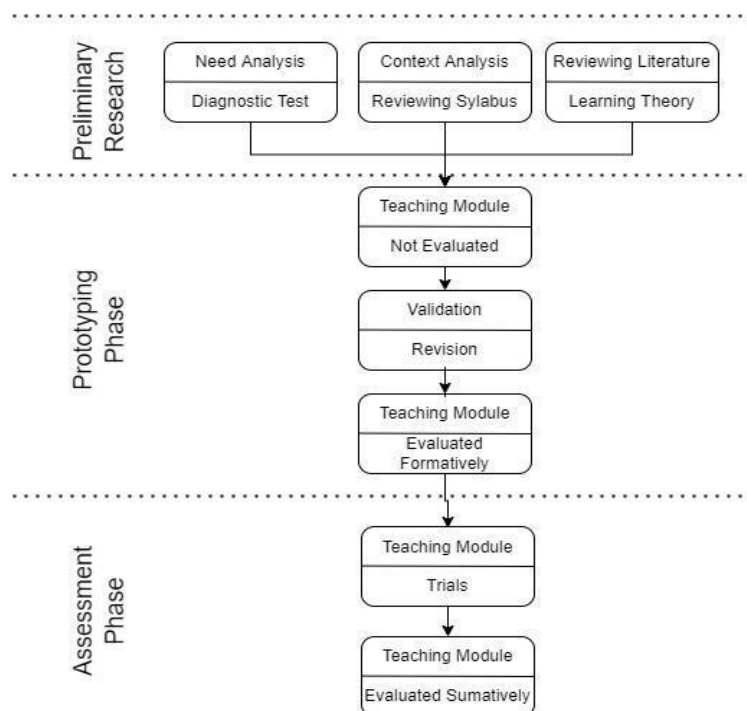 Preliminary
Research
Need Analysis
Diagnostic Test
Context Analysis
Reviewing Sylabus
Reviewing Literature
Learning Theory
Prototyping
Phase
Teaching Module
Not Evaluated
Validation
Revision
Teaching Module
Evaluated
Formatively
Assessment
Phase
Teaching Module
Trials
Teaching Module
Evaluated Sumatively